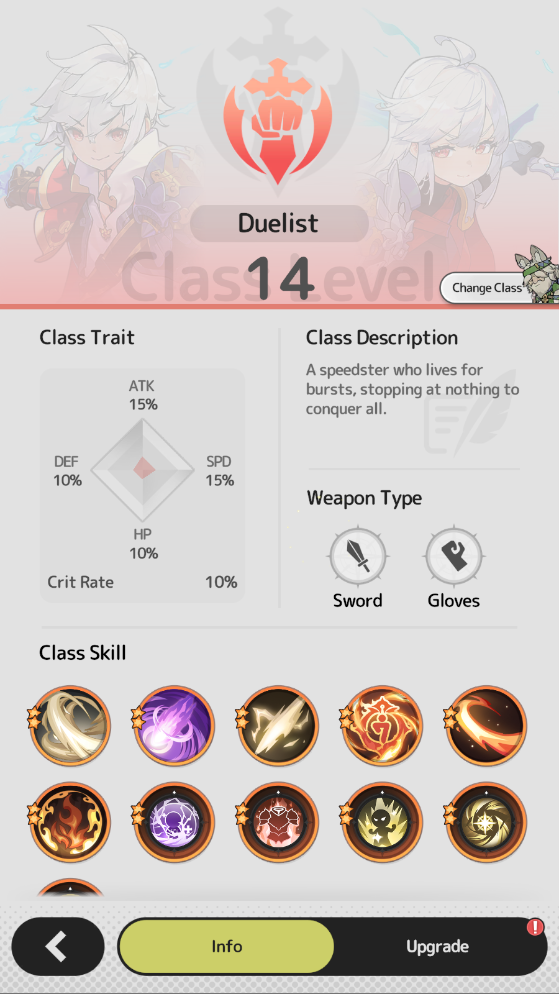 Duelist
Class Level
14
Change Class
Class Trait
ATK
15%
DEF
10%
SPD
15%
HP
10%
Crit Rate
10%
Class Description
A speedster who lives for
bursts, stopping at nothing to
conquer all.
Weapon Type
Sword
Gloves
Class Skill
Info
Upgrade
!